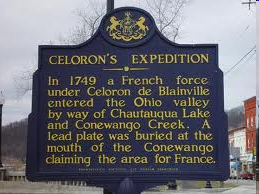 CELORON'S EXPEDITION
In 1749 a French force
under Celoron de Blainville
entered the Ohio valley
by way of Chautauqua Lake
and Conewango Creek. A
lead plate was buried at the
mouth of the Conewango
claiming the area for France.